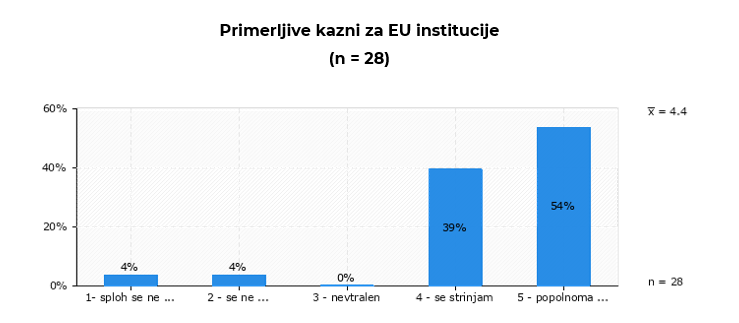 Primerljive kazni za EU institucije
(n = 28)
60%
x̅ = 4.4
40%
54%
39%
20%
4%
4%
0%
n = 28
0%
1- sploh se ne ...
2 - se ne ...
3 - nevtralen
4 - se strinjam
5 - popolnoma ...